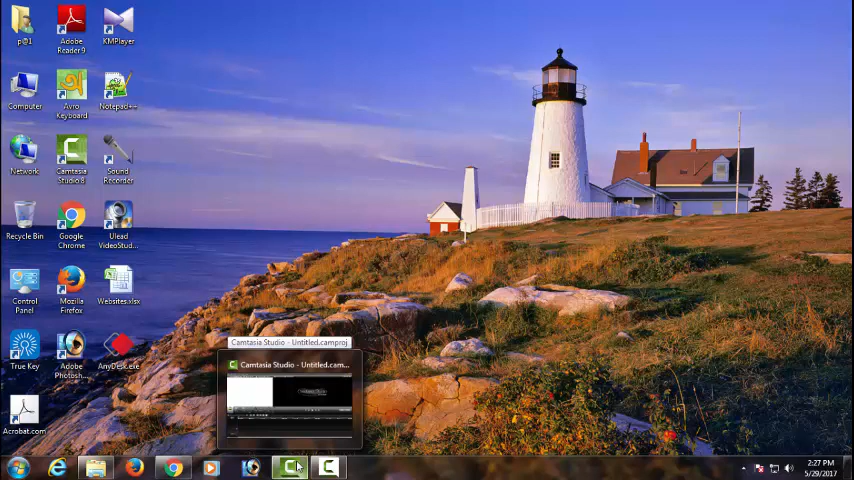 p@1
Adobe
Reader 9
KMPlayer
Computer
Avro
Keyboard
Notepad++
Network
Camtasia
Studio 8
Sound
Recorder
Recycle Bin
Google
Chrome
Ulead
VideoStud...
Control
Panel
Mozilla
Firefox
Websites.xlsx
True Key
Adobe
Photosh...
AnyDesk.exe
Acrobat.com
Camtasia Studio - Untitled.camproj
Camtasia Studio - Untitled.cam...
2:27 PM
5/29/2017